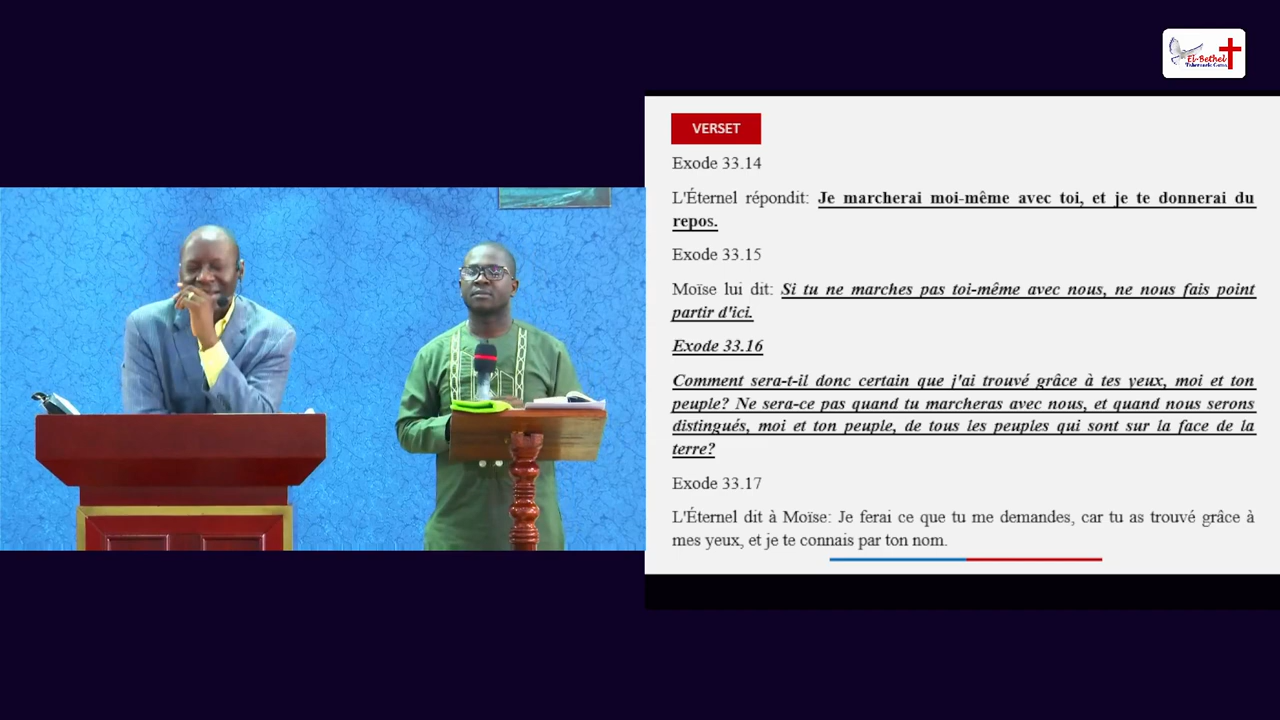 El-Bethel
VERSET
Exode 33.14
L'Éternel répondit: Je marcherai moi-même avec toi, et je te donnerai du
repos.
Exode 33.15
Moïse lui dit: Si tu ne marches pas toi-même avec nous, ne nous fais point
partir d'ici.
Exode 33.16
Comment sera-t-il donc certain que j'ai trouvé grâce à tes yeux, moi et ton
peuple? Ne sera-ce pas quand tu marcheras avec nous, et quand nous serons
distingués, moi et ton peuple, de tous les peuples qui sont sur la face de la
terre?
Exode 33.17
L'Éternel dit à Moïse: Je ferai ce que tu me demandes, car tu as trouvé grâce à
mes yeux, et je te connais par ton nom.